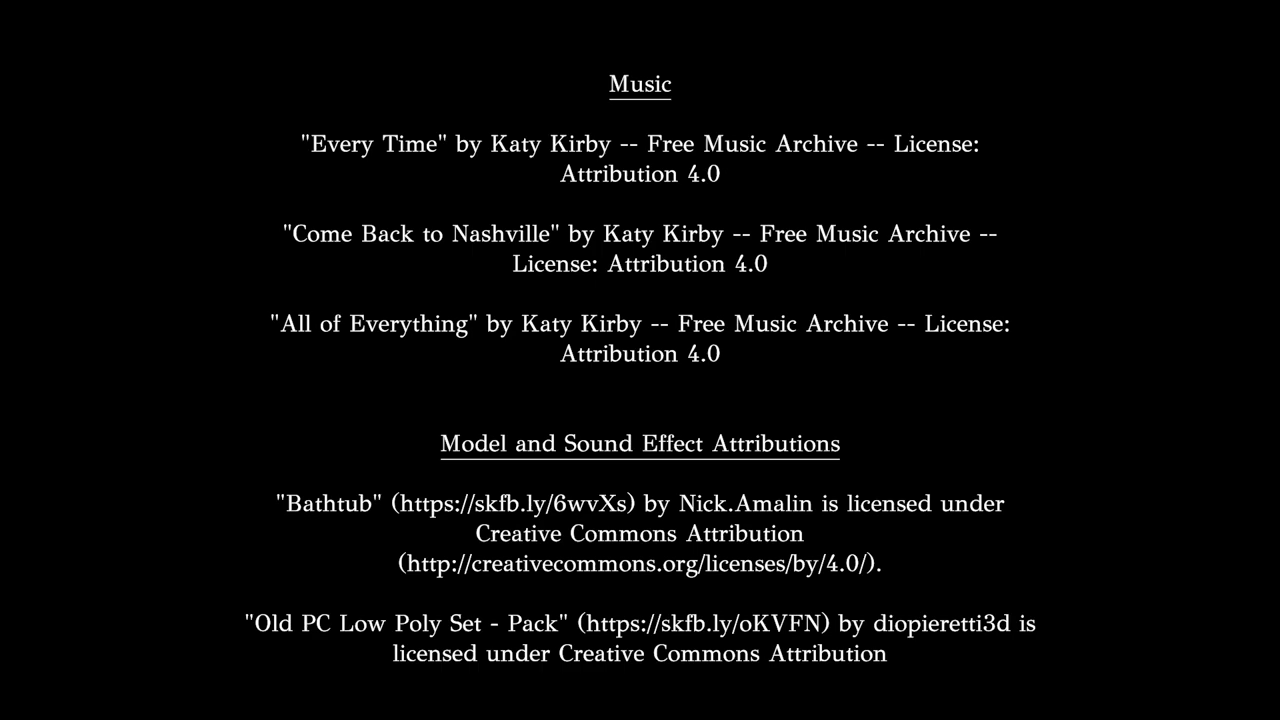 Music
"Every Time" by Katy Kirby -- Free Music Archive -- License:
Attribution 4.0
"Come Back to Nashville" by Katy Kirby -- Free Music Archive --
License: Attribution 4.0
"All of Everything" by Katy Kirby -- Free Music Archive -- License:
Attribution 4.0
Model and Sound Effect Attributions
"Bathtub" (https://skfb.ly/6wvXs) by Nick.Amalin is licensed under
Creative Commons Attribution
(http://creativecommons.org/licenses/by/4.0/).
"Old PC Low Poly Set - Pack" (https://skfb.ly/oKVFN) by diopieretti3d is
licensed under Creative Commons Attribution